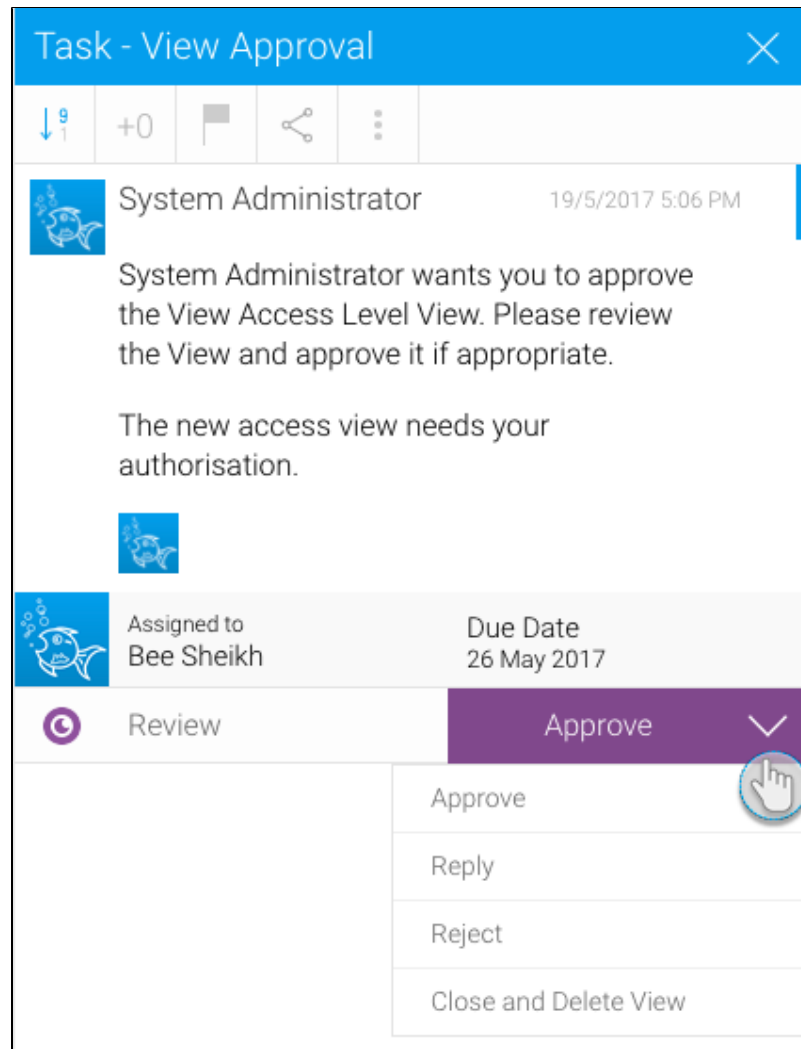 Task - View Approval
9
1
+0
System Administrator
19/5/2017 5:06 PM
System Administrator wants you to approve
the View Access Level View. Please review
the View and approve it if appropriate.
The new access view needs your
authorisation.
Assigned to
Bee Sheikh
Due Date
26 May 2017
Review
Approve
Approve
Reply
Reject
Close and Delete View